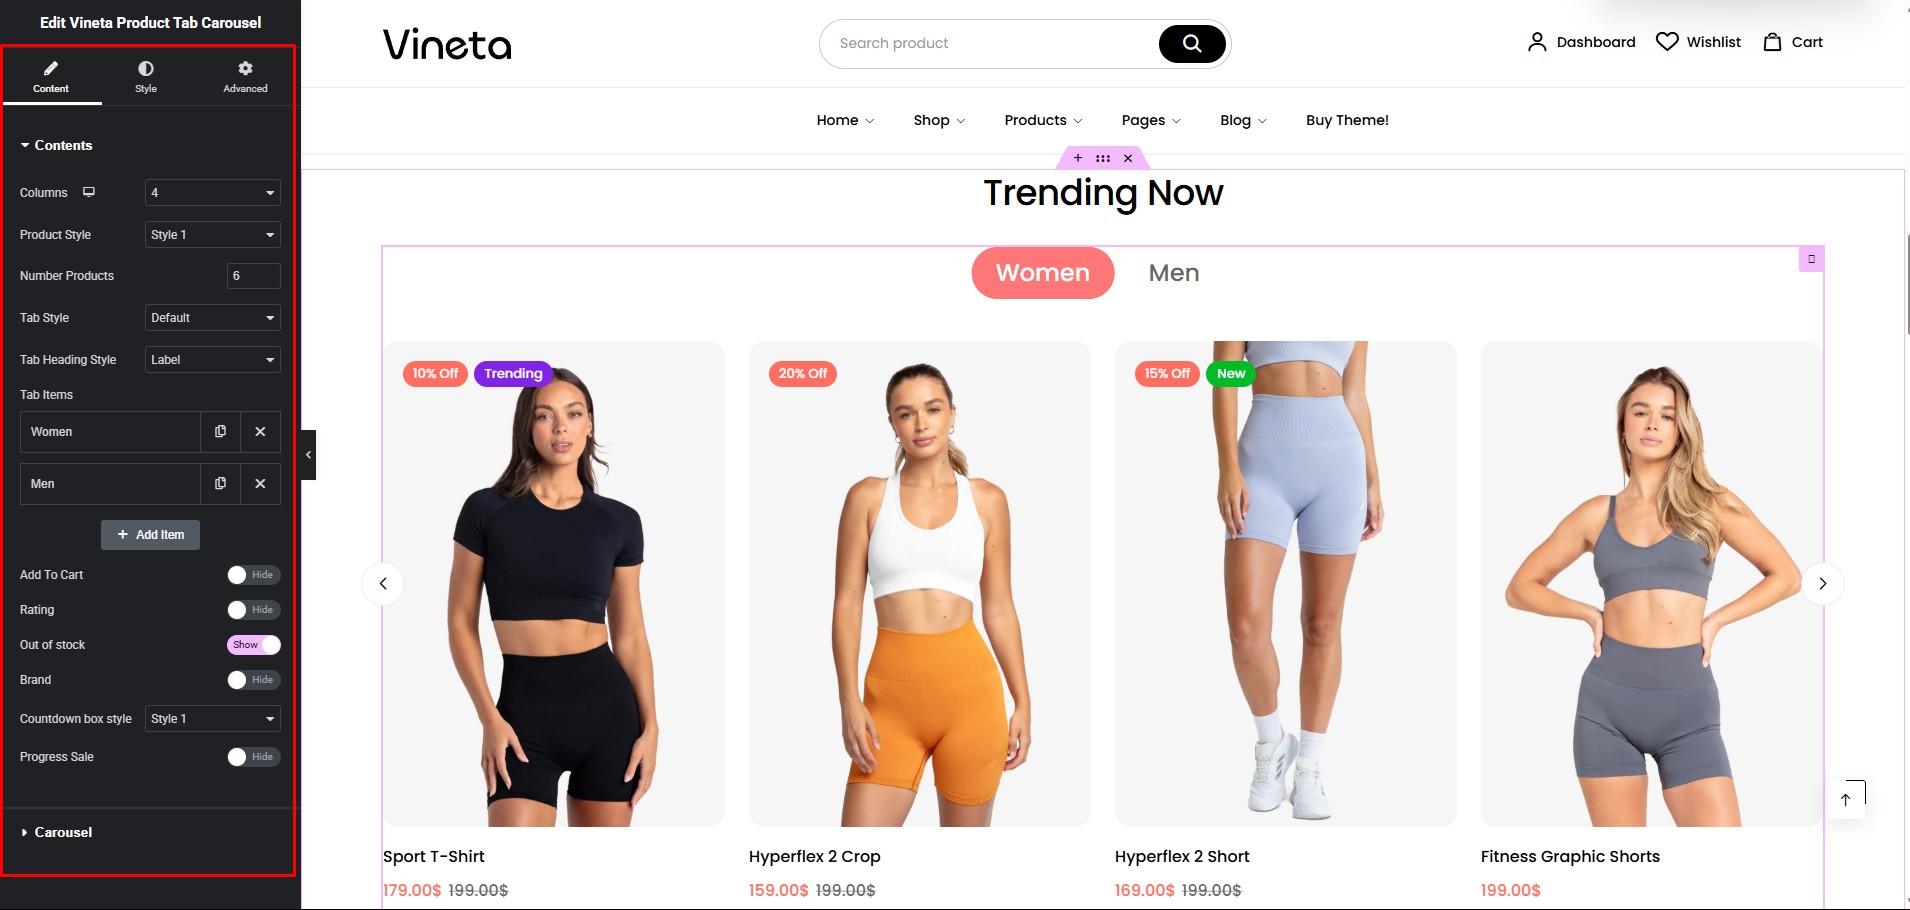 Edit Vineta Product Tab Carousel
Content
Style
Advanced
Contents
Columns
4
Product Style
Style 1
Number Products
6
Tab Style
Default
Tab Heading Style
Label
Tab Items
Women
Men
Add Item
Add To Cart
Hide
Rating
Hide
Out of stock
Show
Brand
Hide
Countdown box style
Style 1
Progress Sale
Hide
Carousel
Vineta
Search product
Dashboard
Wishlist
Cart
Home
Shop
Products
Pages
Blog
Buy Theme!
Trending Now
Women
Men
10% Off
Trending
20% Off
15% Off
New
Sport T-Shirt
179.00$ 199.00$
Hyperflex 2 Crop
159.00$ 199.00$
Hyperflex 2 Short
169.00$ 199.00$
Fitness Graphic Shorts
199.00$